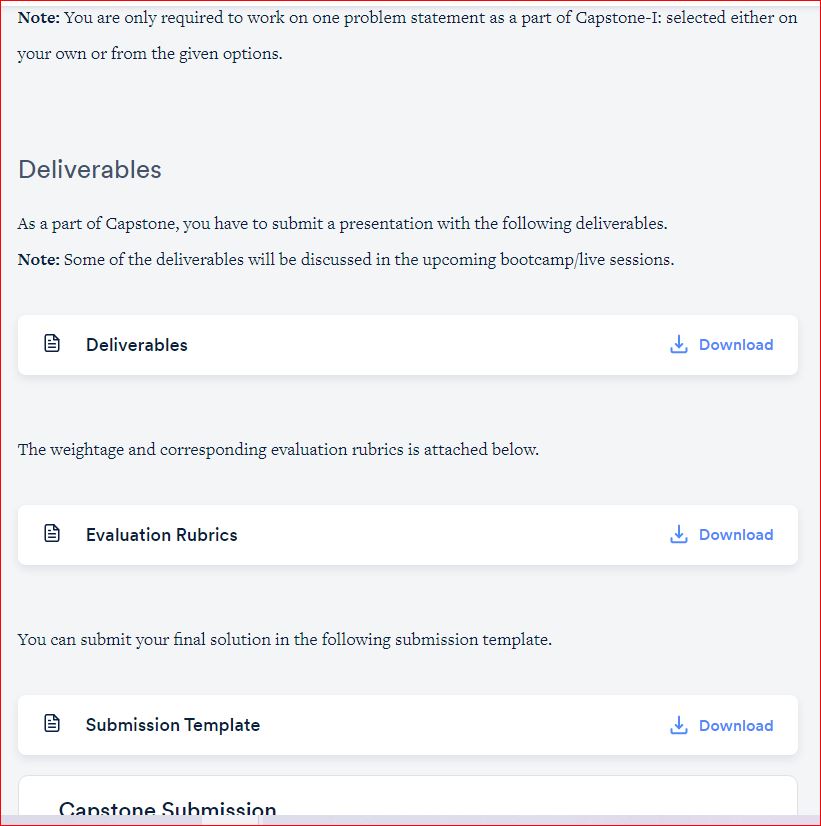 Note: You are only required to work on one problem statement as a part of Capstone-I: selected either on
your own or from the given options.
Deliverables
As a part of Capstone, you have to submit a presentation with the following deliverables.
Note: Some of the deliverables will be discussed in the upcoming bootcamp/live sessions.
Deliverables Download
The weightage and corresponding evaluation rubrics is attached below.
Evaluation Rubrics Download
You can submit your final solution in the following submission template.
Submission Template Download
Capstone Submission